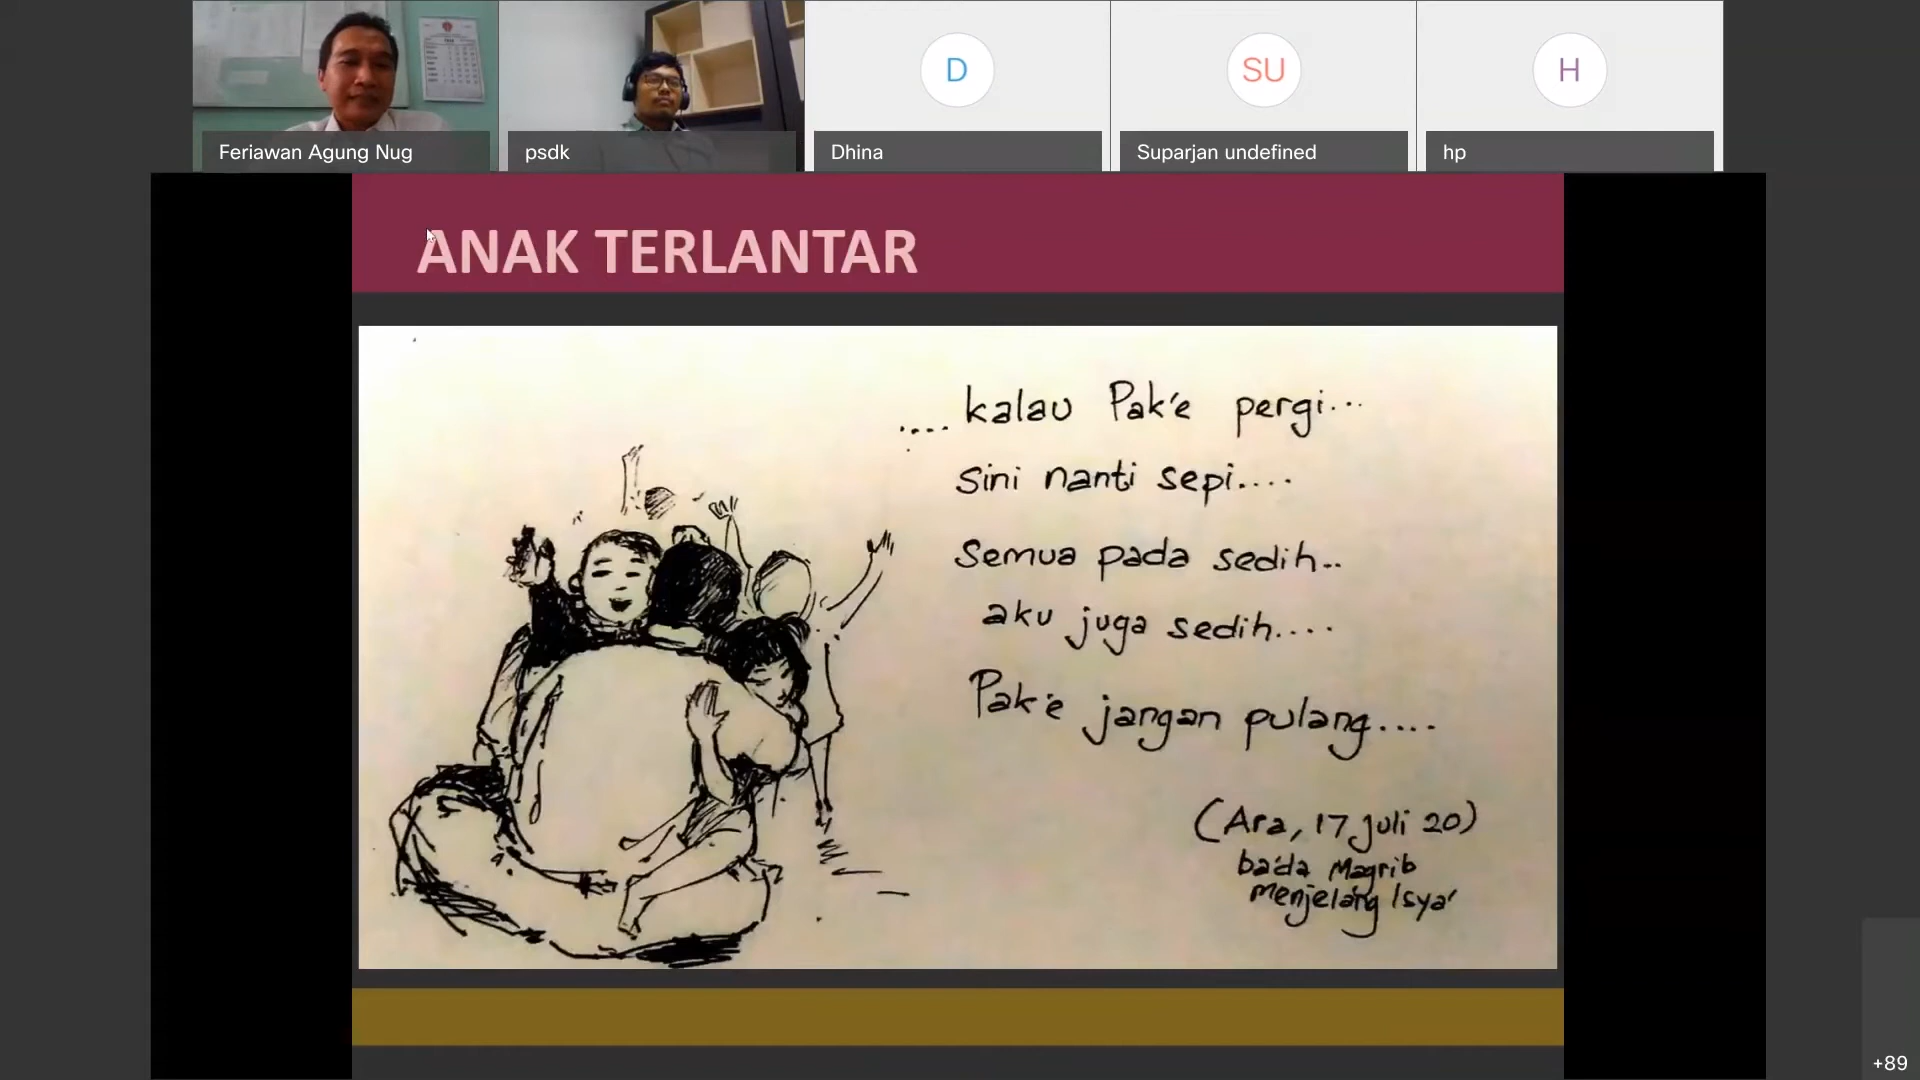 D
SU
H
Feriawan Agung Nug
psdk
Dhina
Suparjan undefined
hp
ANAK TERLANTAR
.... kalau Pak'e pergi...
sini nanti sepi....
semua pada sedih..
aku juga sedih....
Pak'e jangan pulang....
(Ara, 17 juli 20)
ba'da Magrib
menjelang Isya'
+89